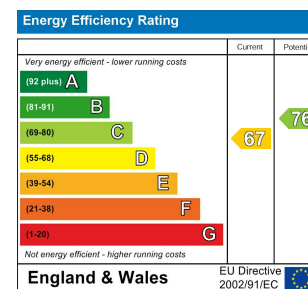 Energy Efficiency Rating
Current
Very energy efficient - lower running costs
(92 plus) A
(81-91) B
(69-80) C
(55-68) D
(39-54) E
(21-38) F
(1-20) G
67
76
Not energy efficient - higher running costs
England & Wales
EU Directive
2002/91/EC